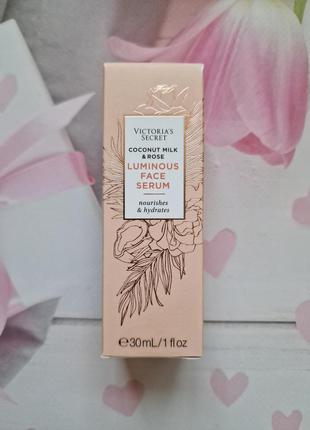 VICTORIA'S
SECRET
COCONUT MILK
& ROSE
LUMINOUS
FACE
SERUM
nourishes
& hydrates
℮30mL/1 fl oz